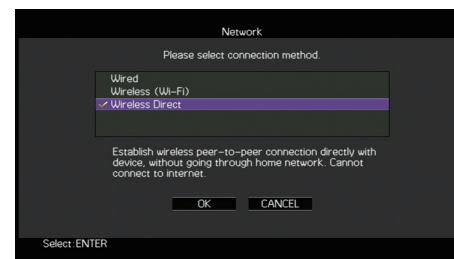 Network
Please select connection method.
Wired
Wireless (Wi-Fi)
Wireless Direct
Establish wireless peer-to-peer connection directly with
device, without going through home network. Cannot
connect to internet.
OK CANCEL
Select:ENTER